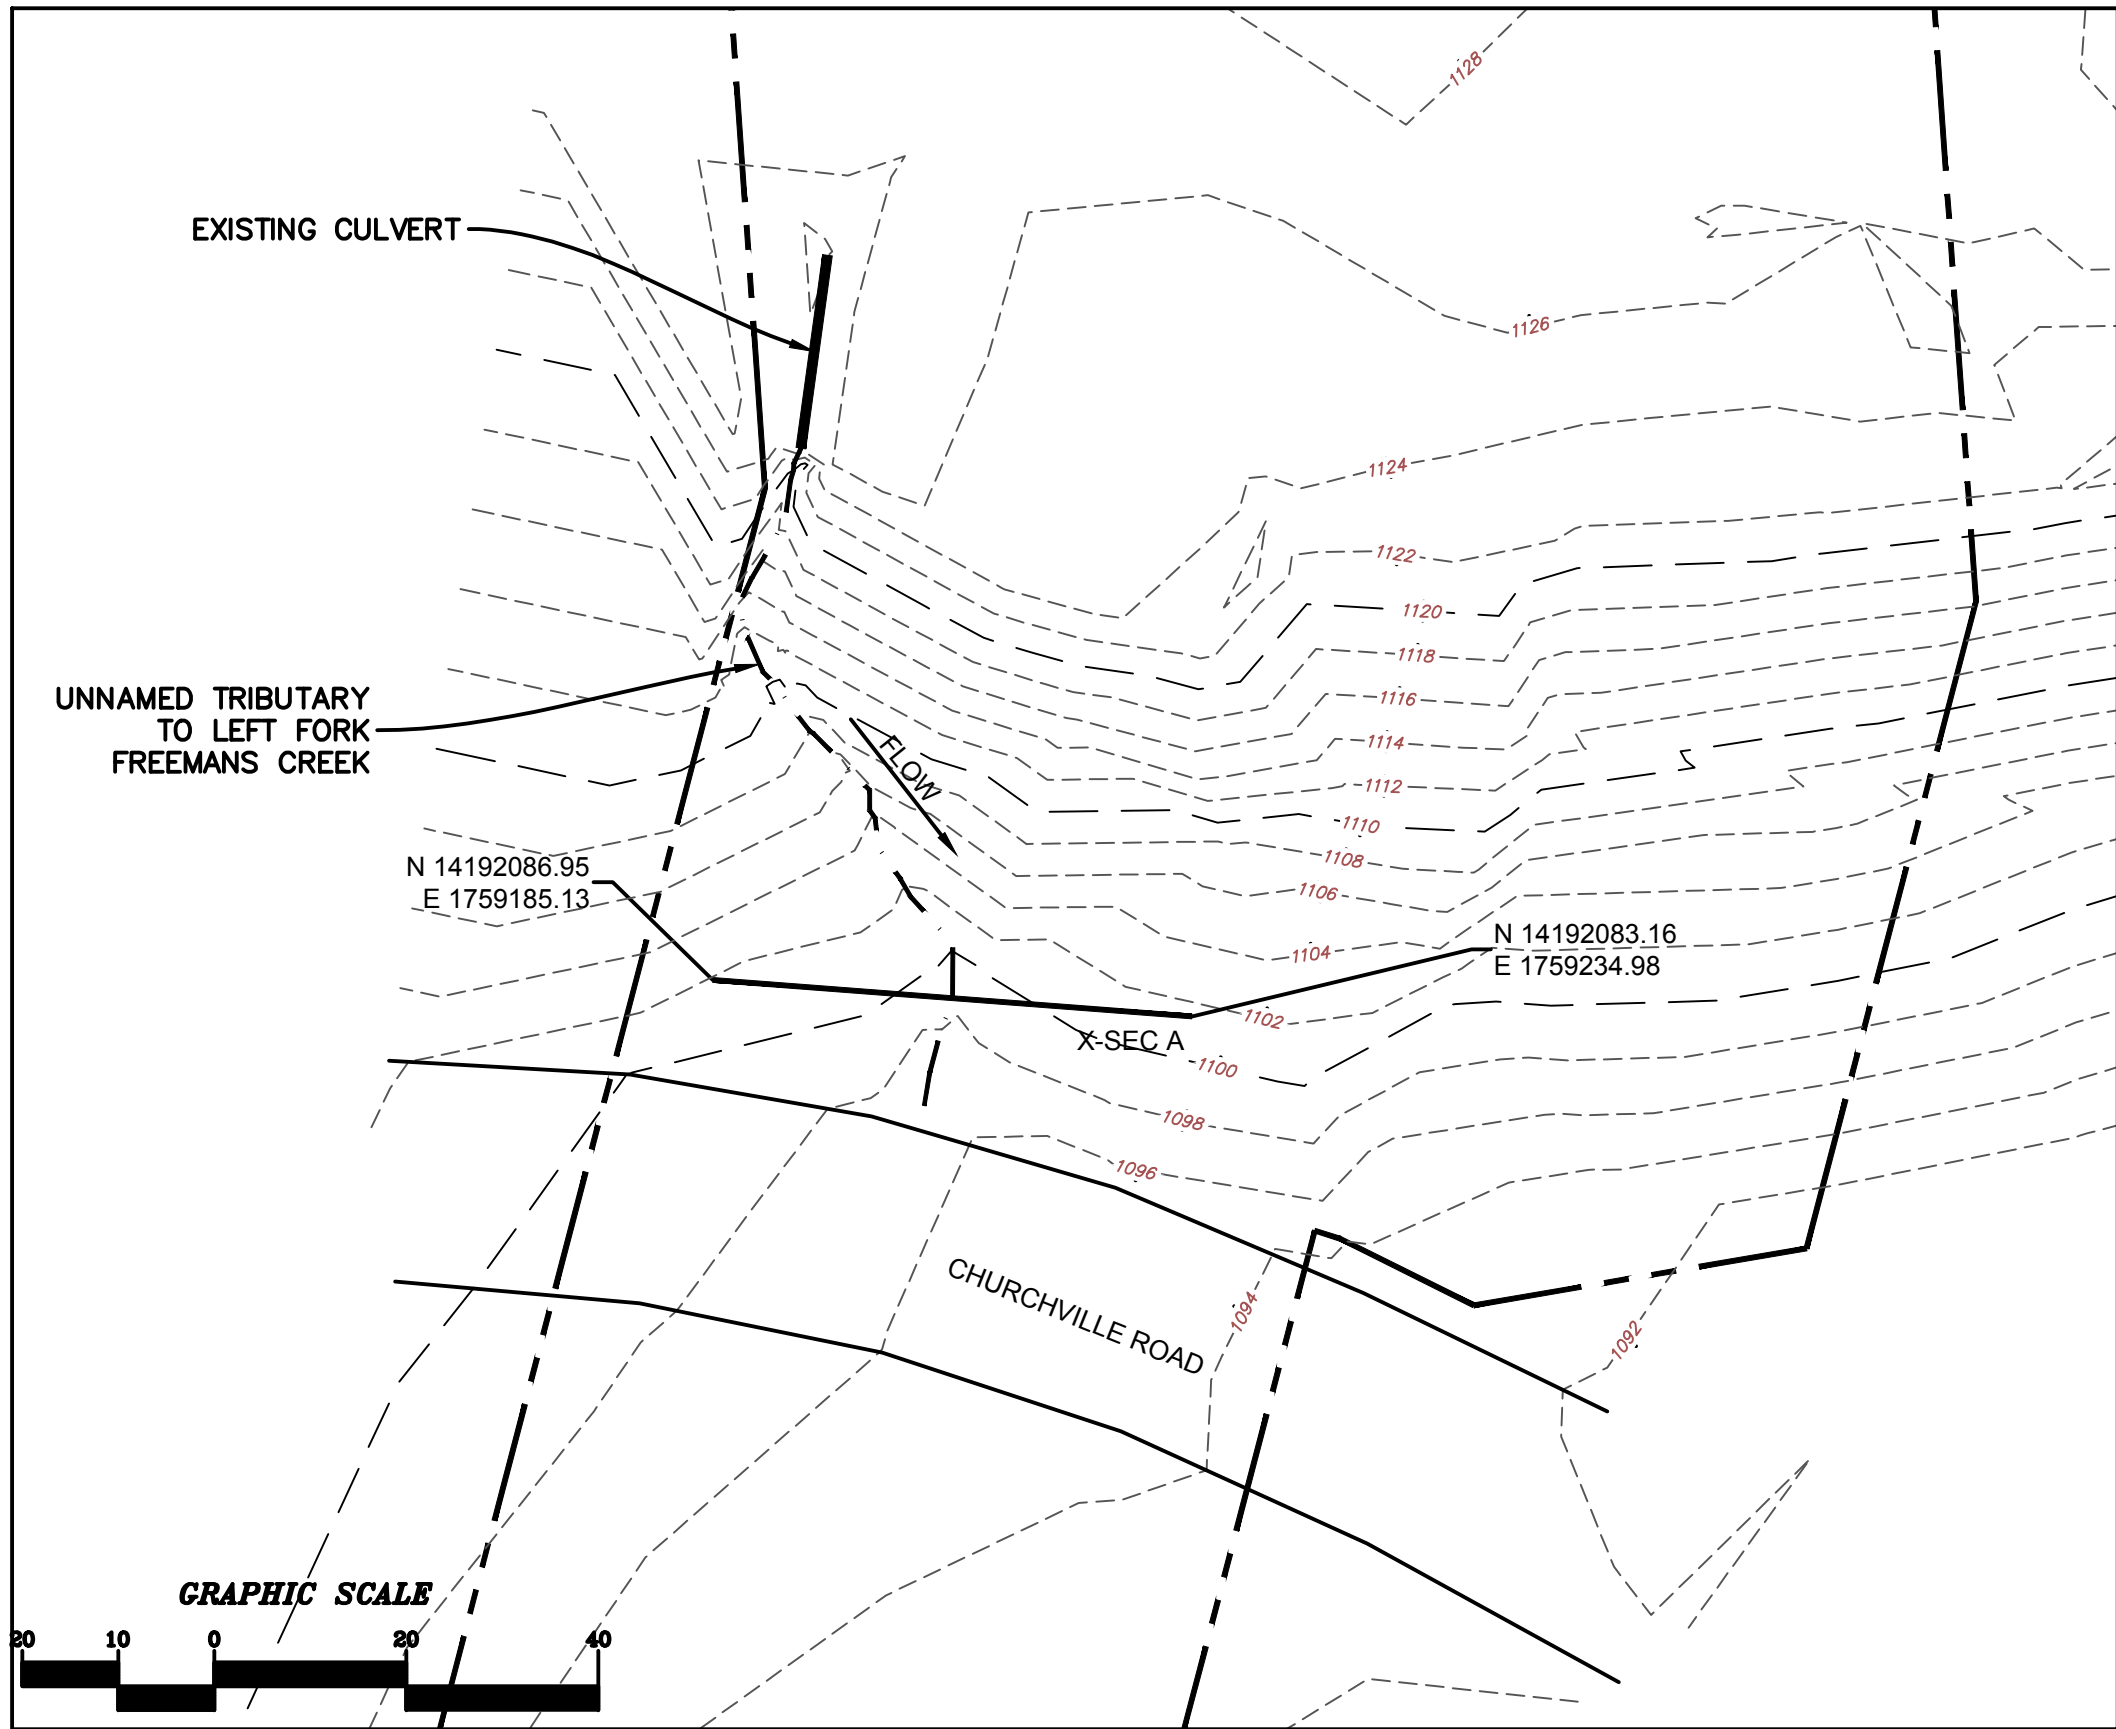 1128
EXISTING CULVERT
1126
1124
1122
1120
1118
1116
1114
1112
1110
1108
1106
1104
1102
1100
1098
1096
1094
1092
UNNAMED TRIBUTARY
TO LEFT FORK
FREEMANS CREEK
FLOW
N 14192086.95
E 1759185.13
N 14192083.16
E 1759234.98
X-SEC A
CHURCHVILLE ROAD
GRAPHIC SCALE
20 10 0 20 40